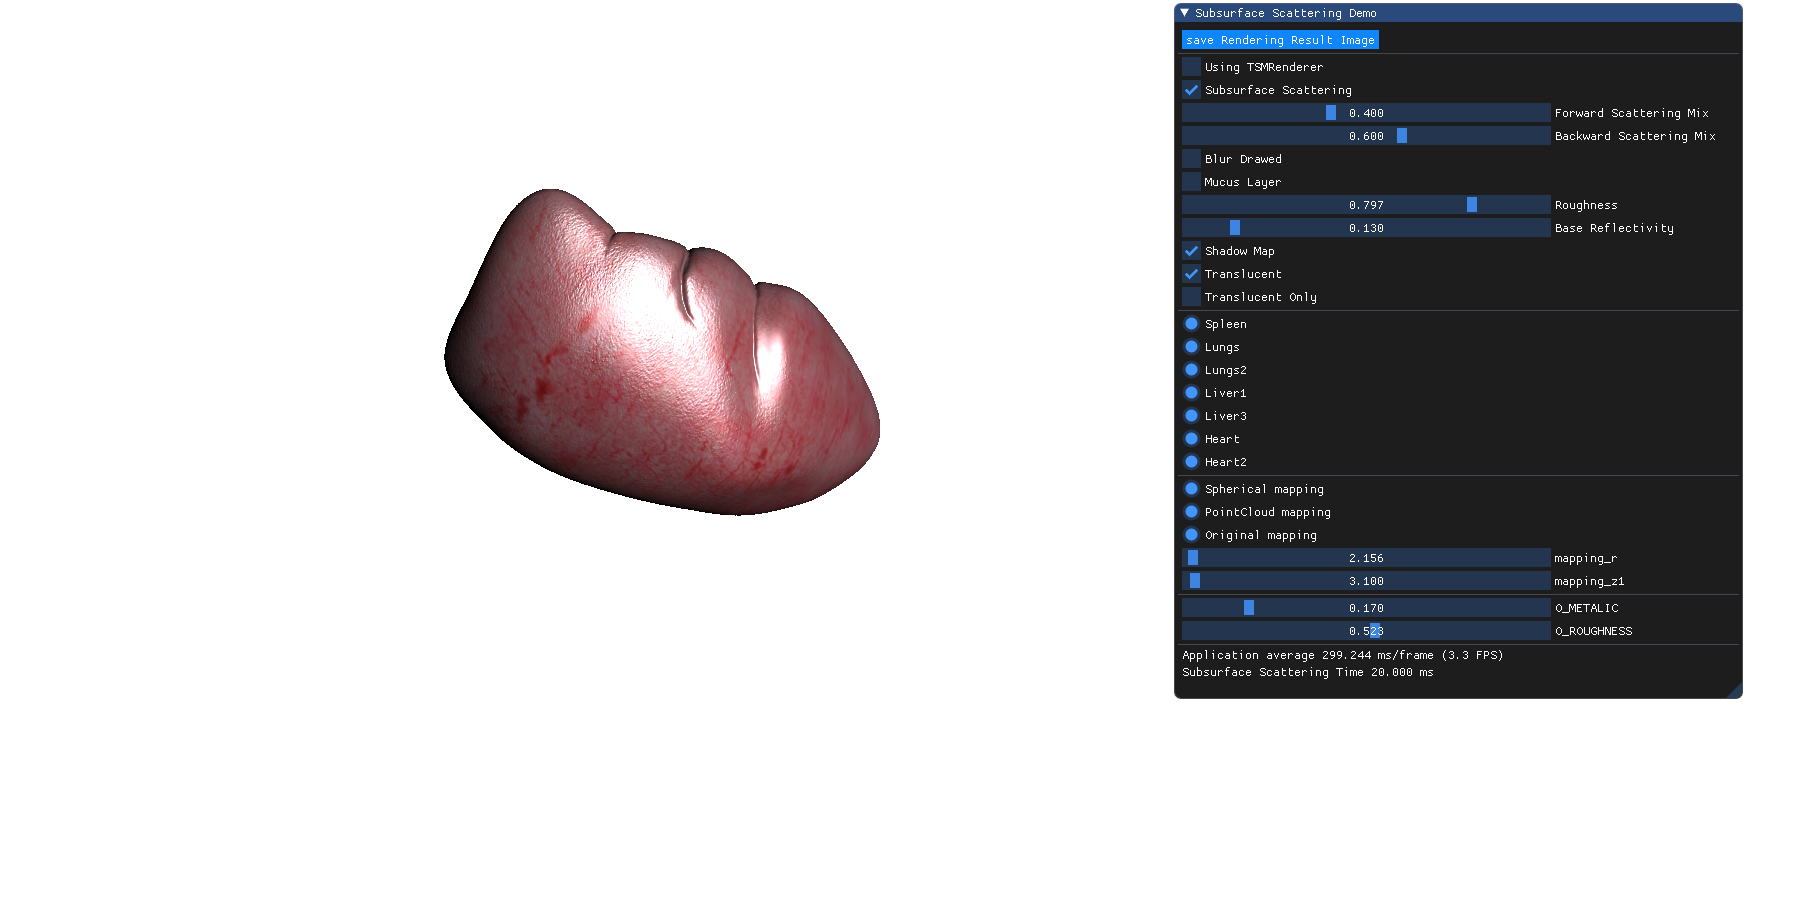 Subsurface Scattering Demo
save Rendering Result Image
Using TSMRenderer
Subsurface Scattering
0.400 Forward Scattering Mix
0.600 Backward Scattering Mix
Blur Drawed
Mucus Layer
0.797 Roughness
0.130 Base Reflectivity
Shadow Map
Translucent
Translucent Only
Spleen
Lungs
Lungs2
Liver1
Liver3
Heart
Heart2
Spherical mapping
PointCloud mapping
Original mapping
2.156 mapping_r
3.100 mapping_z1
0.170 O_METALIC
0.523 O_ROUGHNESS
Application average 299.244 ms/frame (3.3 FPS)
Subsurface Scattering Time 20.000 ms